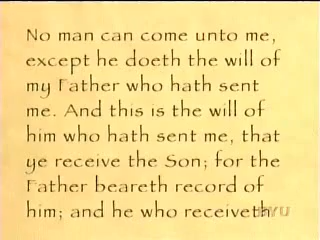 No man can come unto me,
except he doeth the will of
my Father who hath sent
me. And this is the will of
him who hath sent me, that
ye receive the Son; for the
Father beareth record of
him; and he who receiveth
BYU